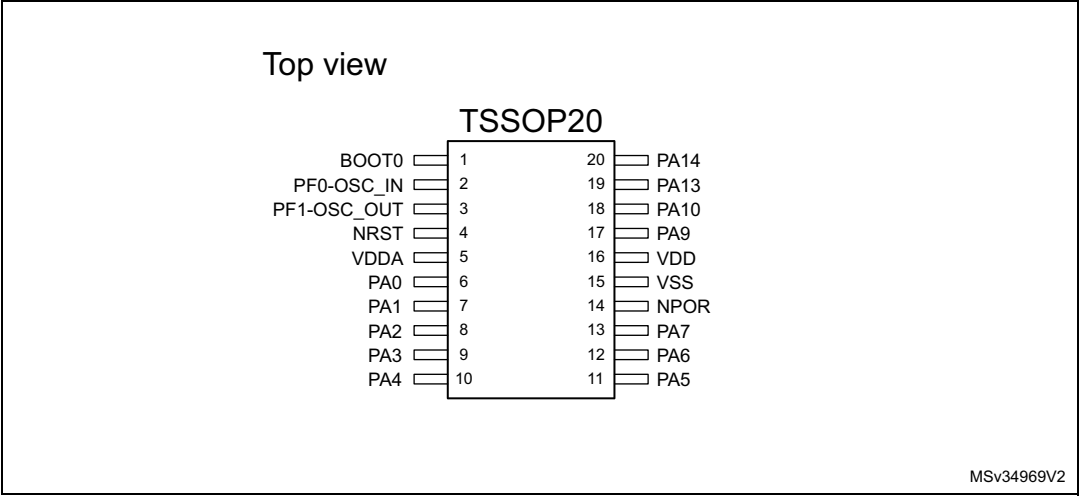 Top view
TSSOP20
BOOT0 1 20 PA14
PF0-OSC_IN 2 19 PA13
PF1-OSC_OUT 3 18 PA10
NRST 4 17 PA9
VDDA 5 16 VDD
PA0 6 15 VSS
PA1 7 14 NPOR
PA2 8 13 PA7
PA3 9 12 PA6
PA4 10 11 PA5
MSv34969V2